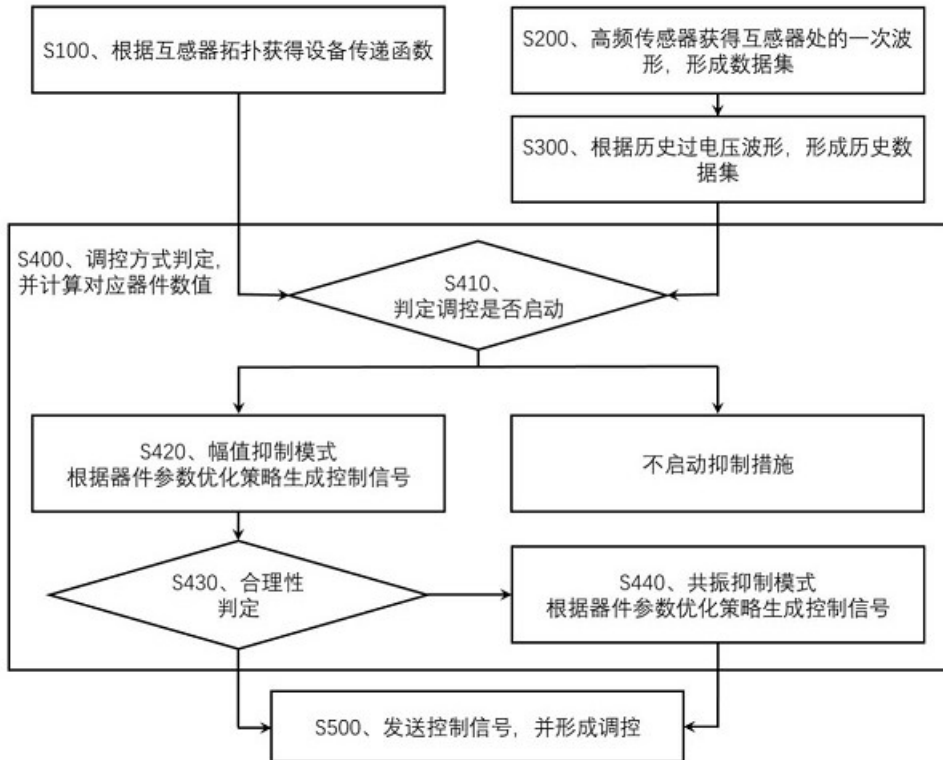 S100、根据互感器拓扑获得设备传递函数
S200、高频传感器获得互感器处的一次波
形，形成数据集
S300、根据历史过电压波形，形成历史数
据集
S400、调控方式判定，
并计算对应器件数值
S410、
判定调控是否启动
S420、幅值抑制模式
根据器件参数优化策略生成控制信号
不启动抑制措施
S430、合理性
判定
S440、共振抑制模式
根据器件参数优化策略生成控制信号
S500、发送控制信号，并形成调控